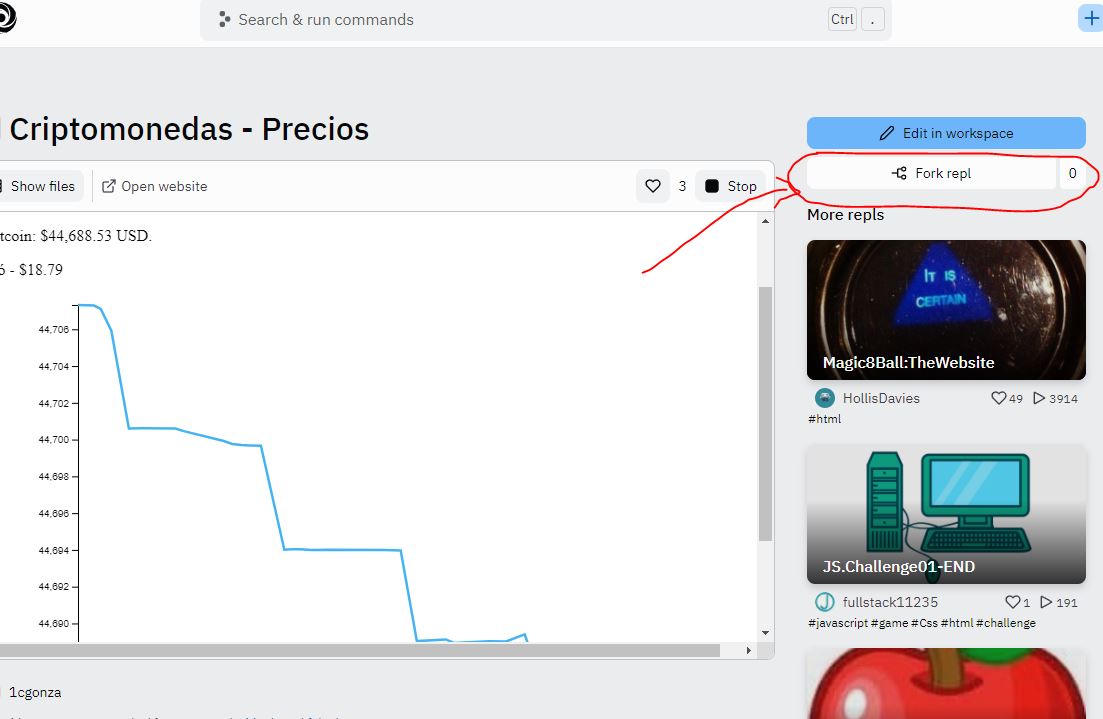 Search & run commands
Ctrl
.
Criptomonedas - Precios
Edit in workspace
Show files
Open website
3
Stop
Fork repl
0
More repls
tcoin: $44,688.53 USD.
6 - $18.79
44,706
44,704
44,702
44,700
44,698
44,696
44,694
44,692
44,690
IT IS
CERTAIN
Magic8Ball:TheWebsite
HollisDavies
49
3914
#html
JS.Challenge01-END
fullstack11235
1
191
#javascript #game #Css #html #challenge
1cgonza